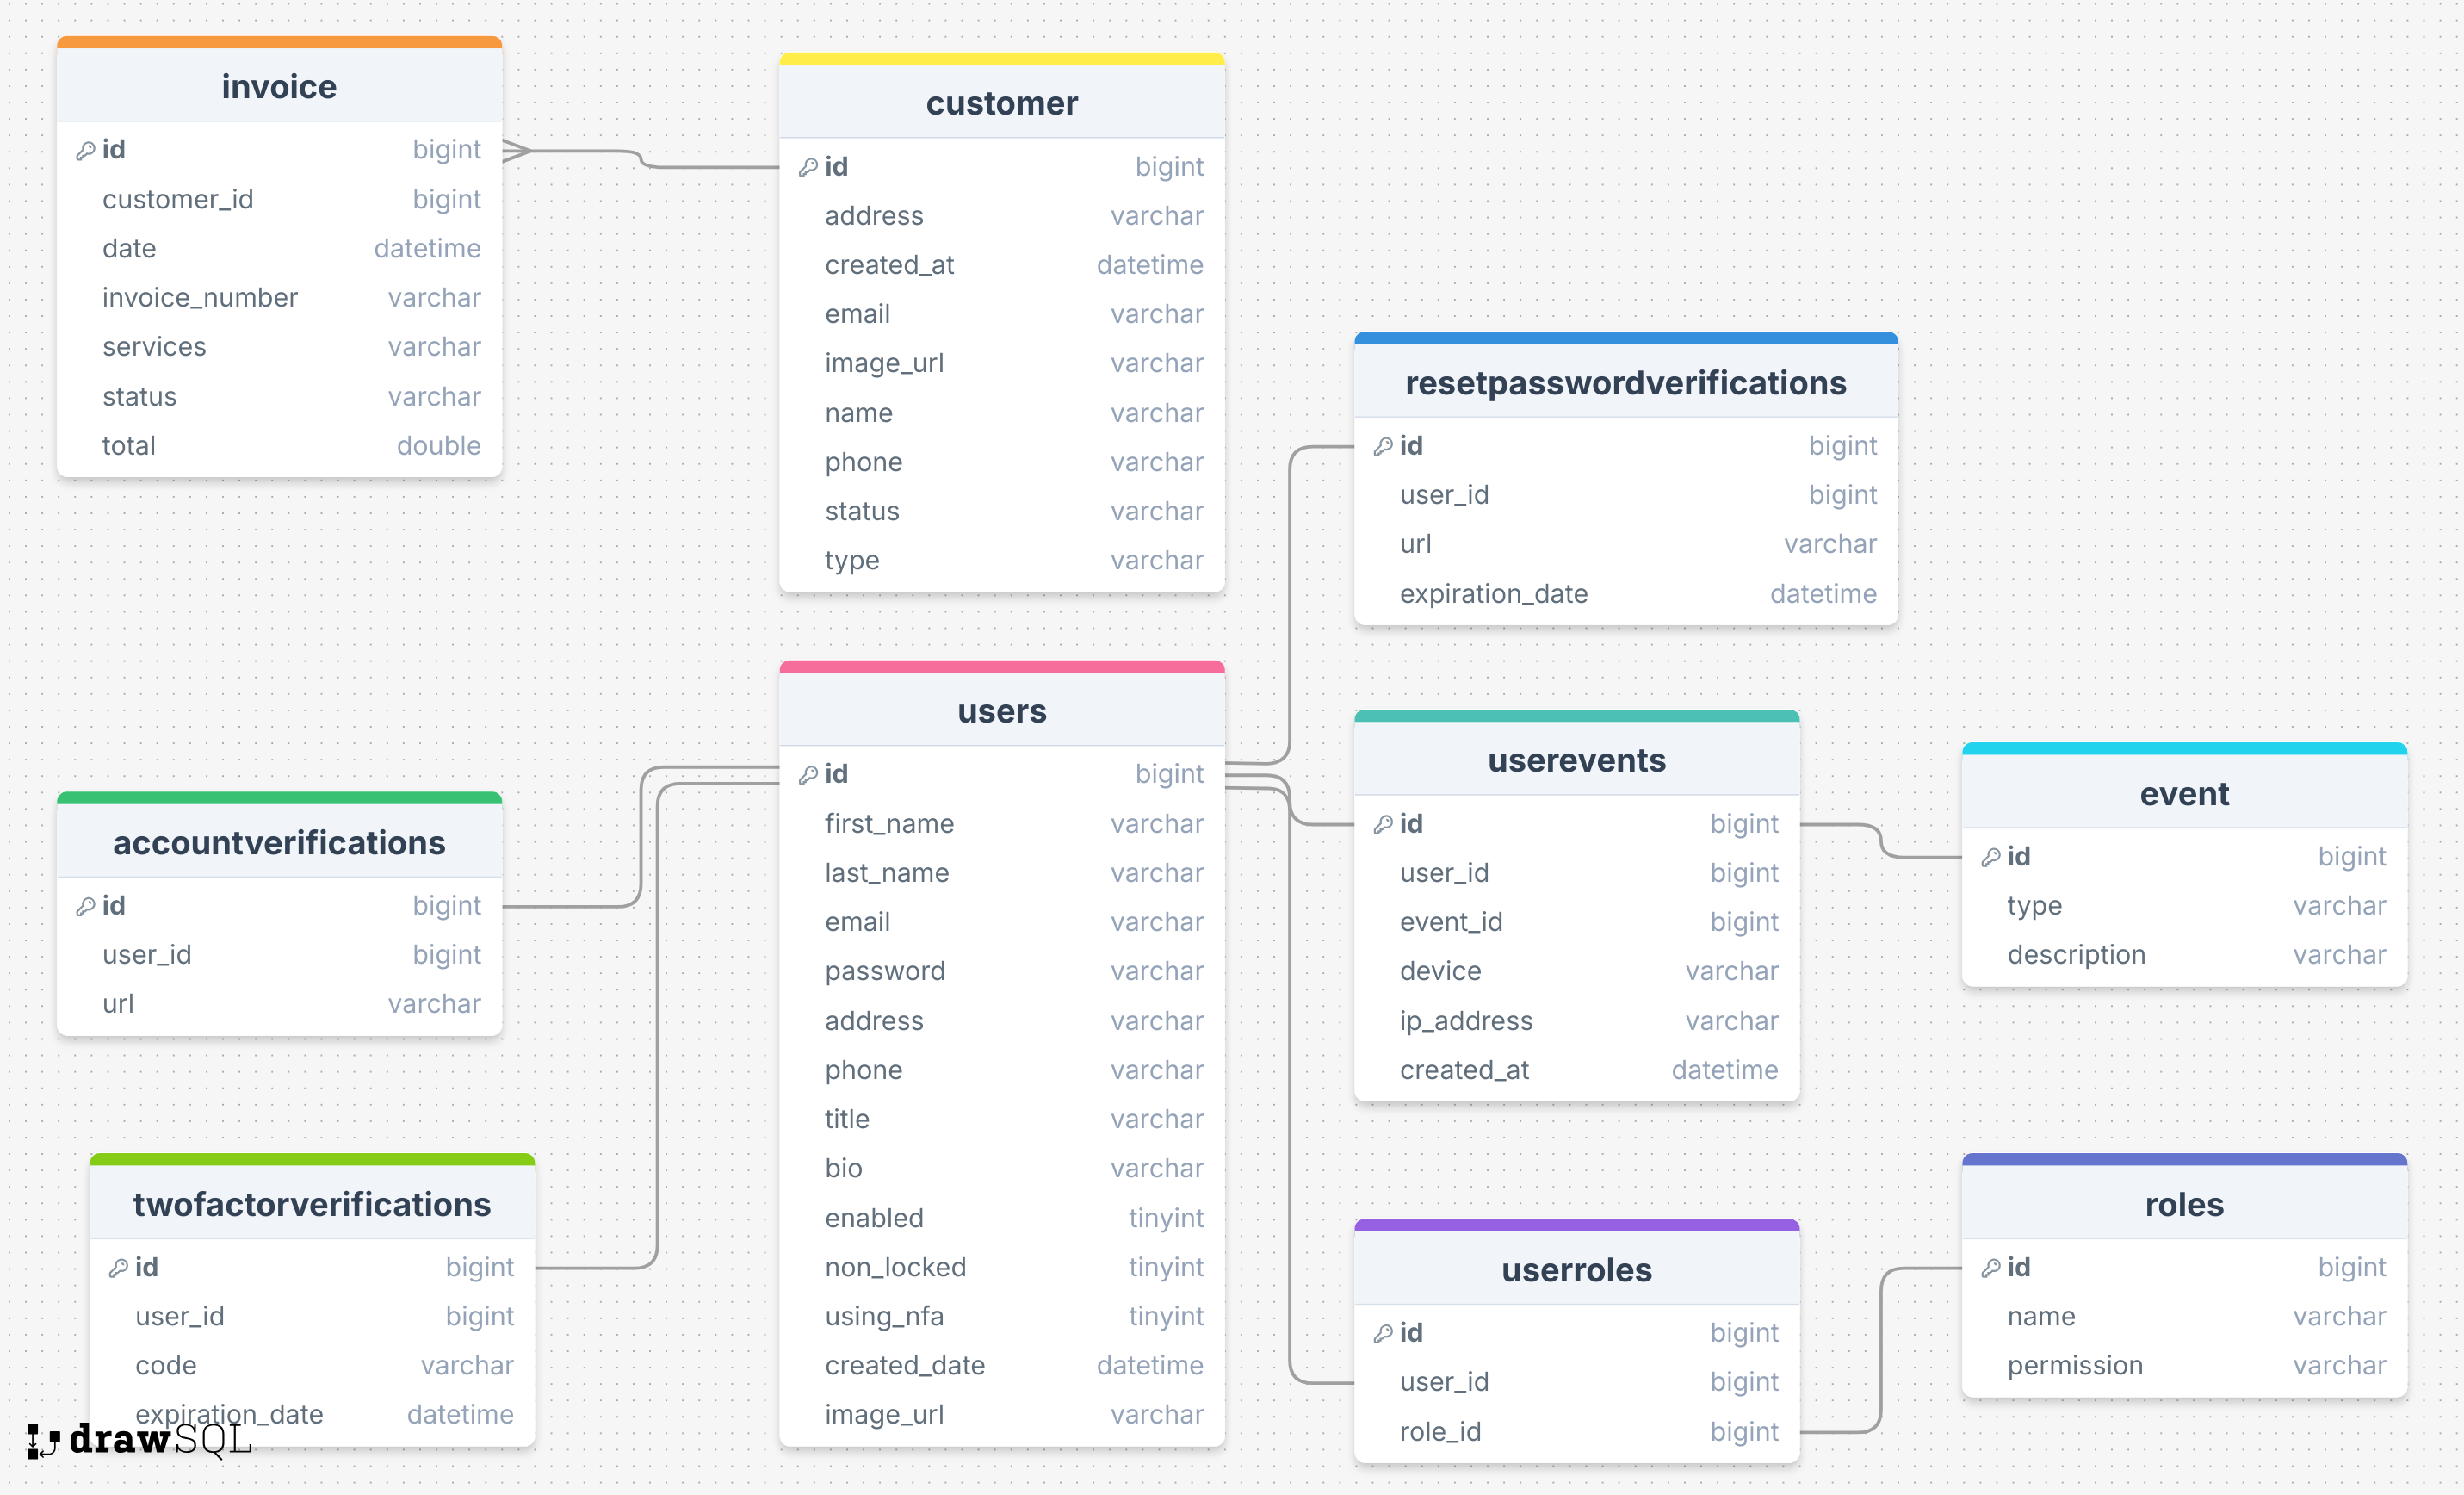 invoice
id bigint
customer_id bigint
date datetime
invoice_number varchar
services varchar
status varchar
total double
customer
id bigint
address varchar
created_at datetime
email varchar
image_url varchar
name varchar
phone varchar
status varchar
type varchar
resetpasswordverifications
id bigint
user_id bigint
url varchar
expiration_date datetime
users
id bigint
first_name varchar
last_name varchar
email varchar
password varchar
address varchar
phone varchar
title varchar
bio varchar
enabled tinyint
non_locked tinyint
using_nfa tinyint
created_date datetime
image_url varchar
userevents
id bigint
user_id bigint
event_id bigint
device varchar
ip_address varchar
created_at datetime
event
id bigint
type varchar
description varchar
accountverifications
id bigint
user_id bigint
url varchar
twofactorverifications
id bigint
user_id bigint
code varchar
expiration_date datetime
userroles
id bigint
user_id bigint
role_id bigint
roles
id bigint
name varchar
permission varchar
drawSQL